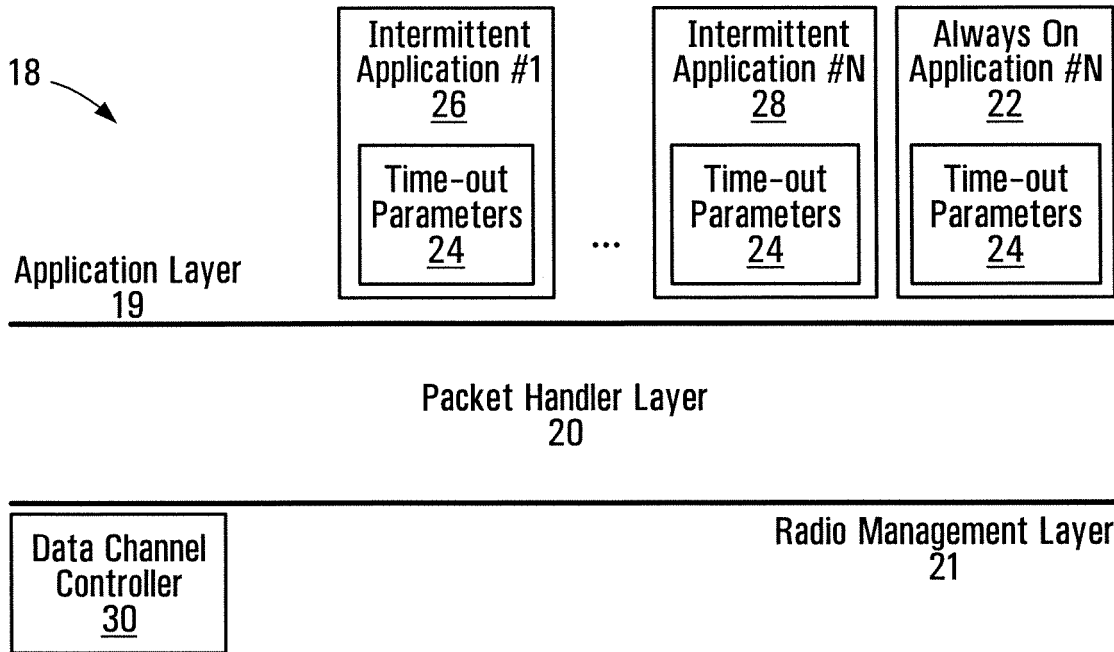 18
Intermittent
Application #1
26
Time-out
Parameters
24
...
Intermittent
Application #N
28
Time-out
Parameters
24
Always On
Application #N
22
Time-out
Parameters
24
Application Layer
19
Packet Handler Layer
20
Data Channel
Controller
30
Radio Management Layer
21